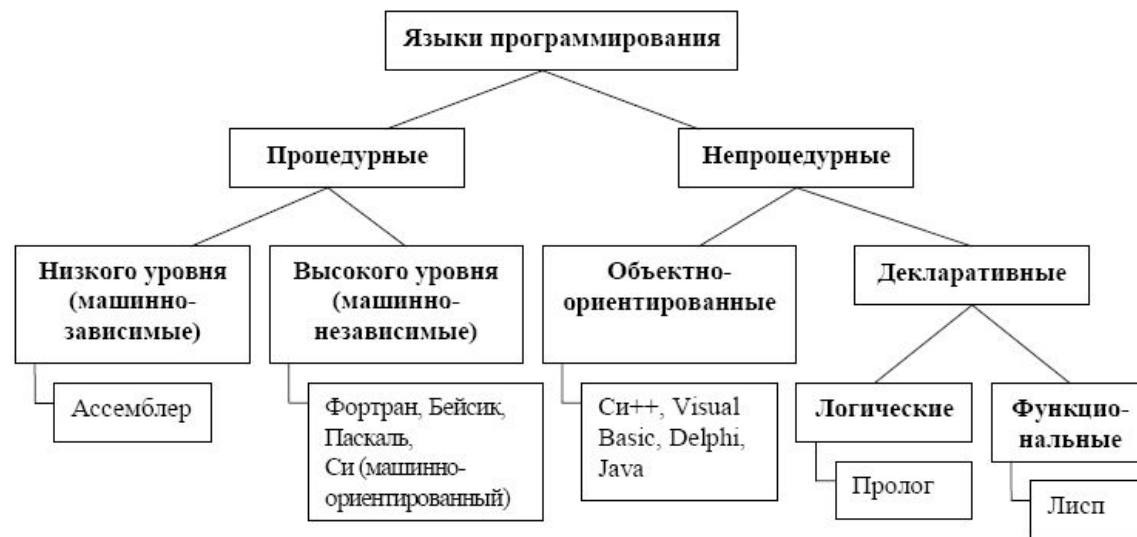 Языки программирования
Процедурные
Непроцедурные
Низкого уровня
(машинно-
зависимые)
Высокого уровня
(машинно-
независимые)
Объектно-
ориентированные
Декларативные
Ассемблер
Фортран, Бейсик,
Паскаль,
Си (машинно-
ориентированный)
Си++, Visual
Basic, Delphi,
Java
Логические
Функцио-
нальные
Пролог
Лисп